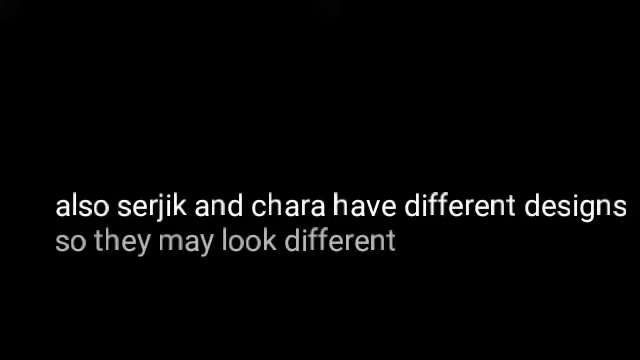 also serjik and chara have different designs
so they may look different